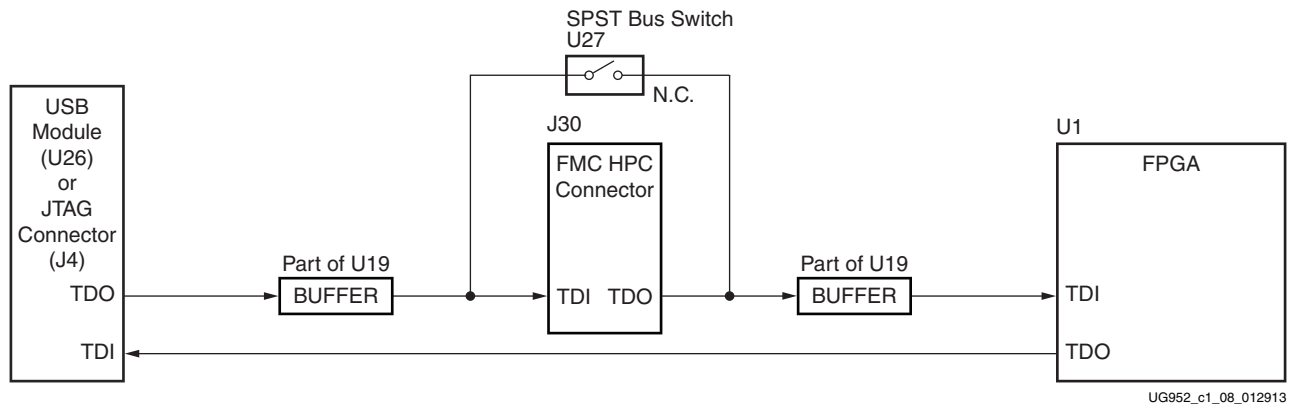 SPST Bus Switch
U27
N.C.
USB
Module
(U26)
or
JTAG
Connector
(J4)
TDO
TDI
Part of U19
BUFFER
J30
FMC HPC
Connector
TDI TDO
Part of U19
BUFFER
U1
FPGA
TDI
TDO
UG952_c1_08_012913